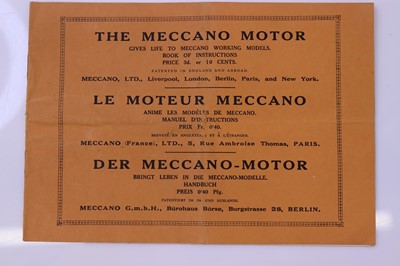 THE MECCANO MOTOR
GIVES LIFE TO MECCANO WORKING MODELS.
BOOK OF INSTRUCTIONS
PRICE 3d. or 10 CENTS.
PATENTED IN ENGLAND AND ABROAD
MECCANO, LTD., Liverpool, London, Berlin, Paris, and New York.
LE MOTEUR MECCANO
ANIME LES MODÈLES DE MECCANO.
MANUEL D'INSTRUCTIONS
PRIX Fr. 0'40.
BREVETÉ EN ANGLETERRE ET À L'ÉTRANGER.
MECCANO (France), LTD., 5, Rue Ambroise Thomas, PARIS.
DER MECCANO-MOTOR
BRINGT LEBEN IN DIE MECCANO-MODELLE.
HANDBUCH
PREIS 0'40 Pfg.
PATENTIERT IN IN- UND AUSLANDE.
MECCANO G.m.b.H., Bürohaus Börse, Burgstrasse 28, BERLIN.